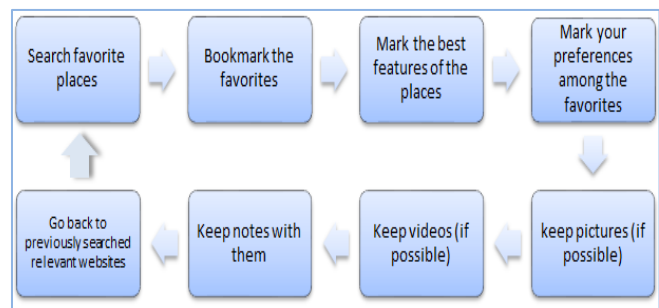 Search favorite
places
Bookmark the
favorites
Mark the best
features of the
places
Mark your
preferences
among the
favorites
keep pictures (if
possible)
Keep videos (if
possible)
Keep notes with
them
Go back to
previously searched
relevant websites